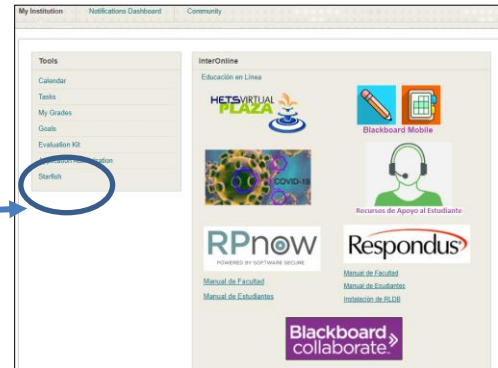 My Institution Notifications Dashboard Community
Tools
Calendar
Tasks
My Grades
Goals
Evaluation Kit
Application Authorization
Starfish
interOnline
Educación en Línea
HETS VIRTUAL
PLAZA
Blackboard Mobile
COVID-19
Recursos de Apoyo al Estudiante
RPnow
POWERED BY SOFTWARE SECURE
Manual de Facultad
Manual de Estudiantes
Respondus
Manual de Facultad
Manual de Estudiantes
Instalación de RLDB
Blackboard
collaborate